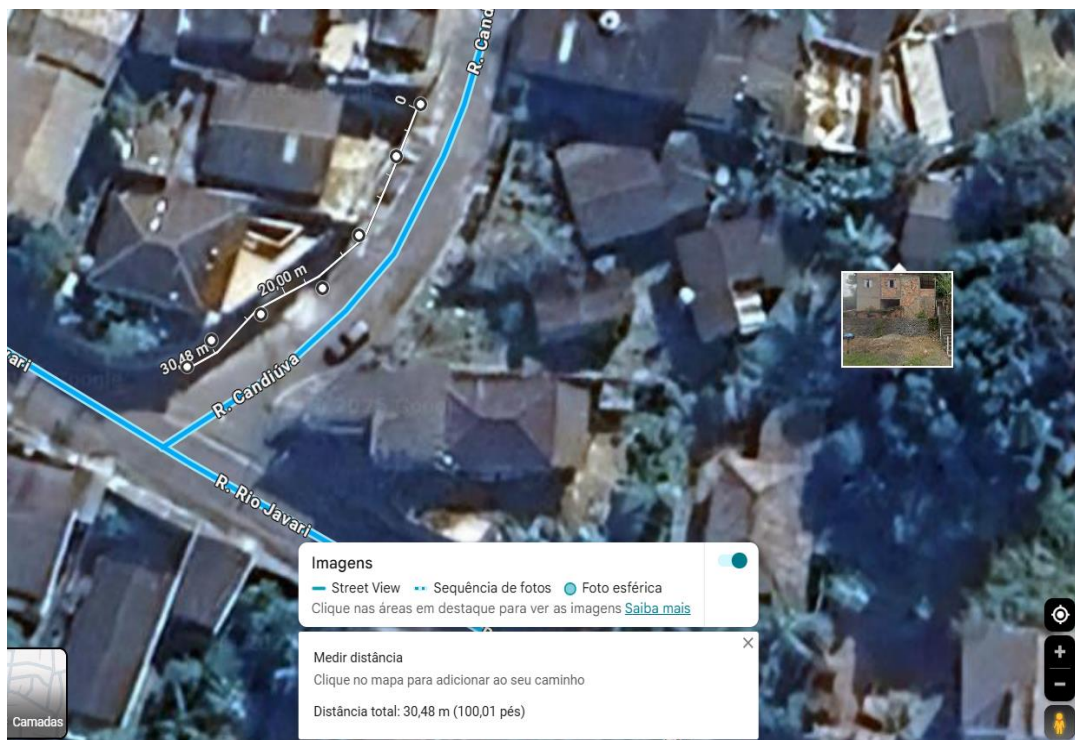 R. Cand
0
20,00 m
30,48 m
vari
R. Candiúva
R. Rio Javari
Imagens
Street View
Sequência de fotos
Foto esférica
Clique nas áreas em destaque para ver as imagens Saiba mais
Medir distância
Clique no mapa para adicionar ao seu caminho
Distância total: 30,48 m (100,01 pés)
Camadas